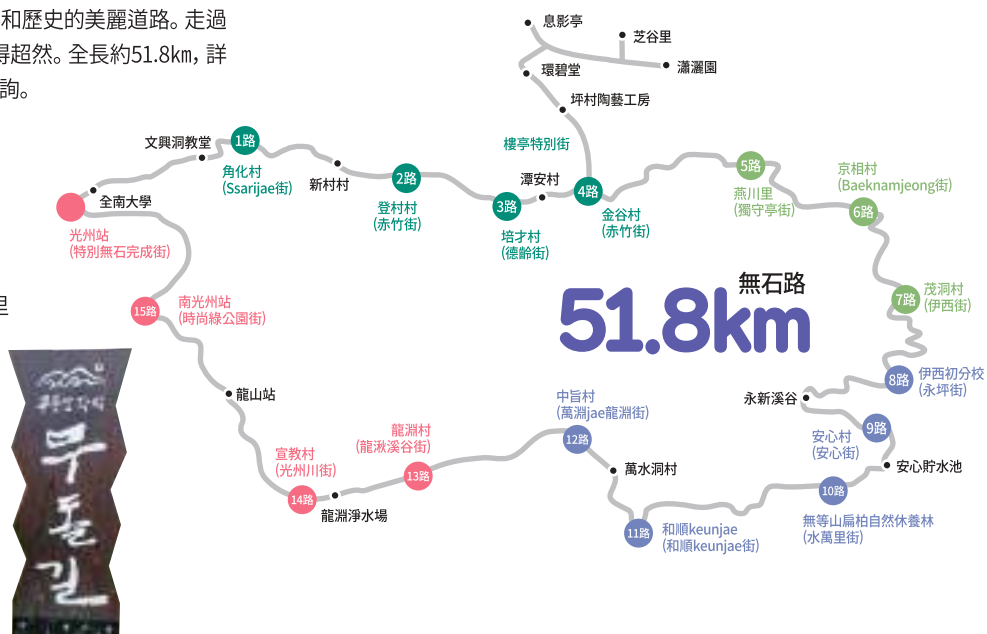 和歷史的美麗道路。走過
得超然。全長約51.8km，詳
詢。
里
息影亭
芝谷里
瀟灑園
環碧堂
坪村陶藝工房
樓亭特別街
文興洞教堂
1路
角化村
(Ssarijae街)
新村村
2路
登村村
(赤竹街)
3路
培才村
(德齡街)
潭安村
4路
金谷村
(赤竹街)
5路
燕川里
(獨守亭街)
京相村
(Baeknamjeong街)
6路
全南大學
光州站
(特別無石完成街)
無石路
51.8km
7路
茂洞村
(伊西街)
15路
南光州站
(時尚綠公園街)
8路
伊西初分校
(永坪街)
永新溪谷
龍山站
中旨村
(萬淵jae龍淵街)
12路
9路
安心村
(安心街)
安心貯水池
龍淵村
(龍湫溪谷街)
13路
宣教村
(光州川街)
14路
龍淵淨水場
萬水洞村
11路
和順keunjae
(和順keunjae街)
10路
無等山扁柏自然休養林
(水萬里街)
무돌길